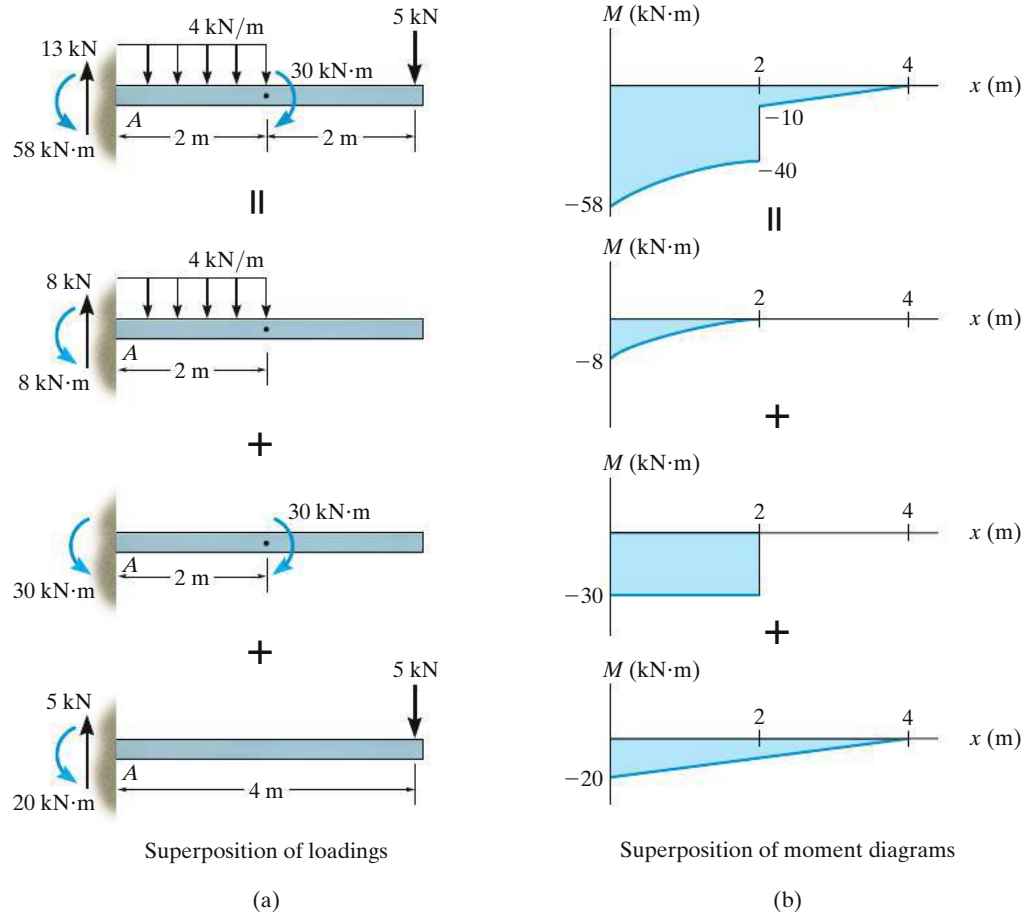 5 kN
4 kN/m
13 kN
30 kN·m
A
2 m
2 m
58 kN·m
=
4 kN/m
8 kN
A
2 m
8 kN·m
+
30 kN·m
A
2 m
30 kN·m
+
5 kN
5 kN
A
4 m
20 kN·m
Superposition of loadings
(a)
M (kN·m)
2
4
x (m)
−10
−40
−58
=
M (kN·m)
2
4
x (m)
−8
+
M (kN·m)
2
4
x (m)
−30
+
M (kN·m)
2
4
x (m)
−20
Superposition of moment diagrams
(b)